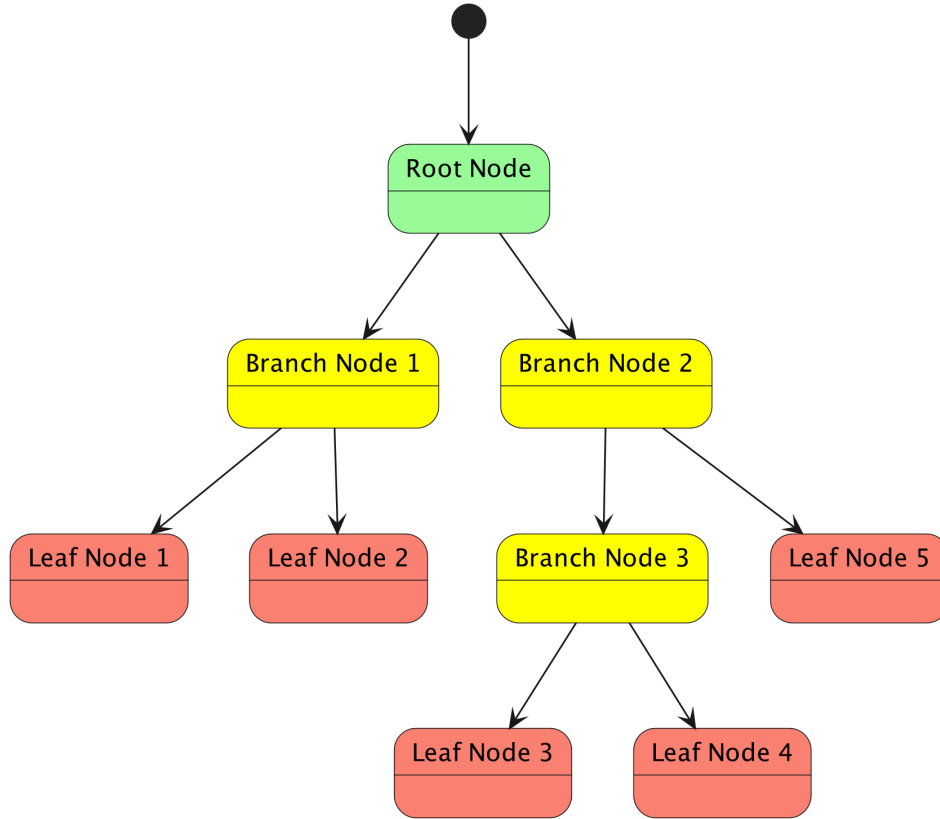 Root Node
Branch Node 1
Branch Node 2
Leaf Node 1
Leaf Node 2
Branch Node 3
Leaf Node 5
Leaf Node 3
Leaf Node 4